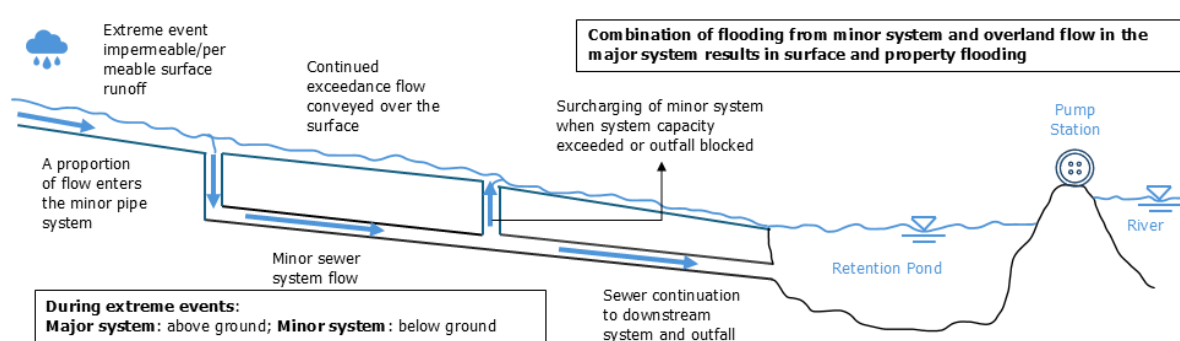 Extreme event
impermeable/per
meable surface
runoff
Continued
exceedance flow
conveyed over the
surface
Combination of flooding from minor system and overland flow in the
major system results in surface and property flooding
Surcharging of minor system
when system capacity
exceeded or outfall blocked
Pump
Station
A proportion
of flow enters
the minor pipe
system
River
Retention Pond
Minor sewer
system flow
Sewer continuation
to downstream
system and outfall
During extreme events:
Major system: above ground; Minor system: below ground